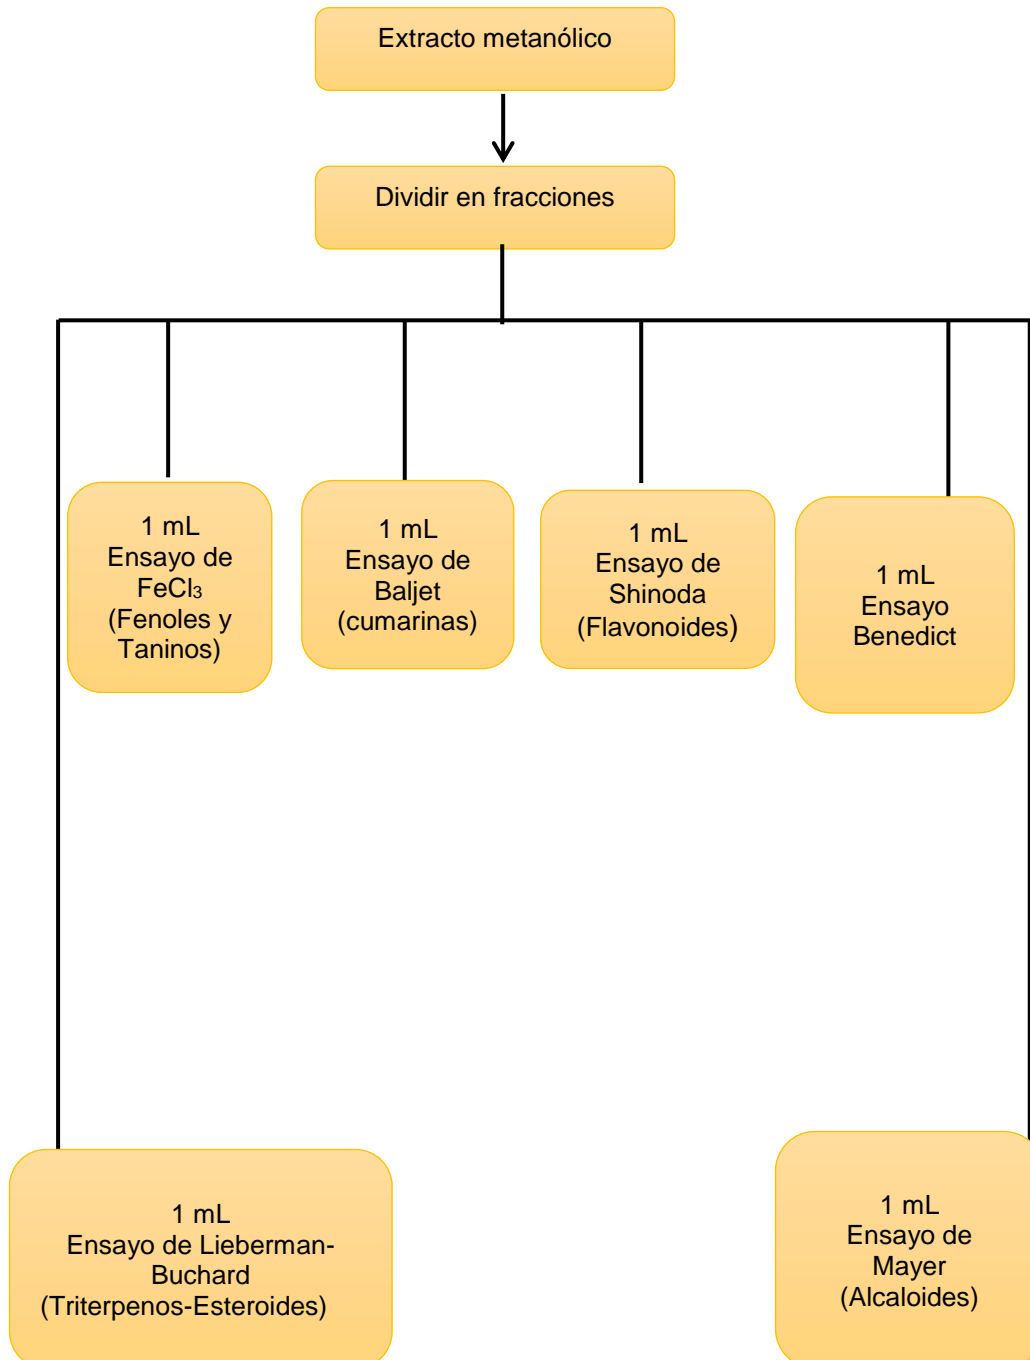 Extracto metanólico
Dividir en fracciones
1 mL
Ensayo de
FeCl₃
(Fenoles y
Taninos)
1 mL
Ensayo de
Baljet
(cumarinas)
1 mL
Ensayo de
Shinoda
(Flavonoides)
1 mL
Ensayo
Benedict
1 mL
Ensayo de Lieberman-
Buchard
(Triterpenos-Esteroides)
1 mL
Ensayo de
Mayer
(Alcaloides)